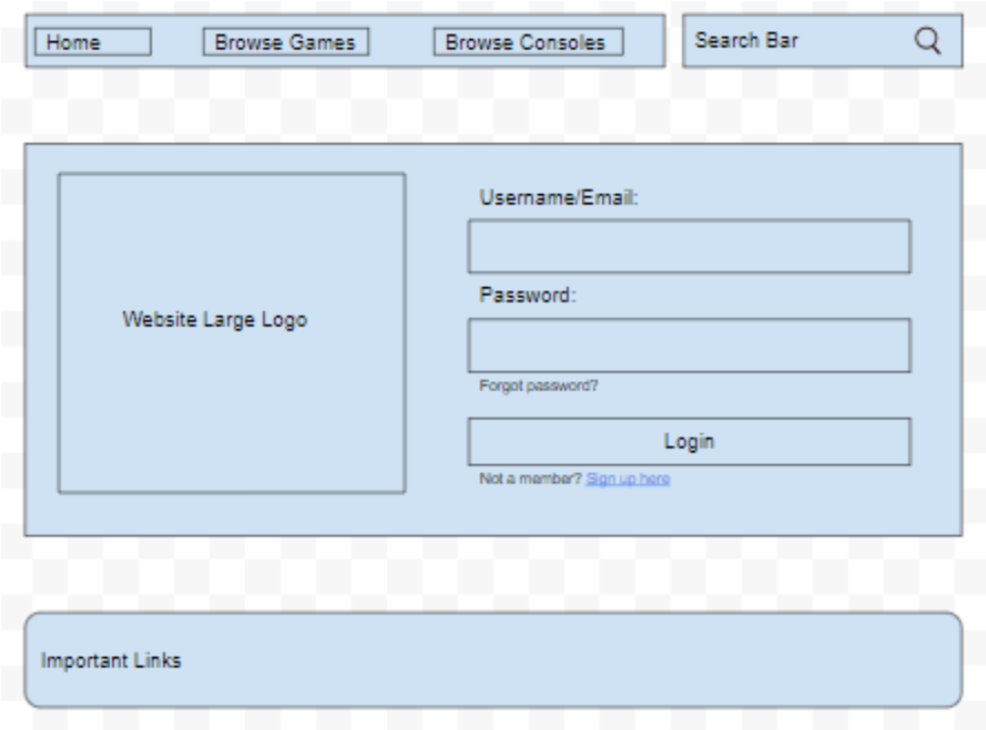 Home
Browse Games
Browse Consoles
Search Bar
Website Large Logo
Username/Email:
Password:
Forgot password?
Login
Not a member? Sign up here
Important Links